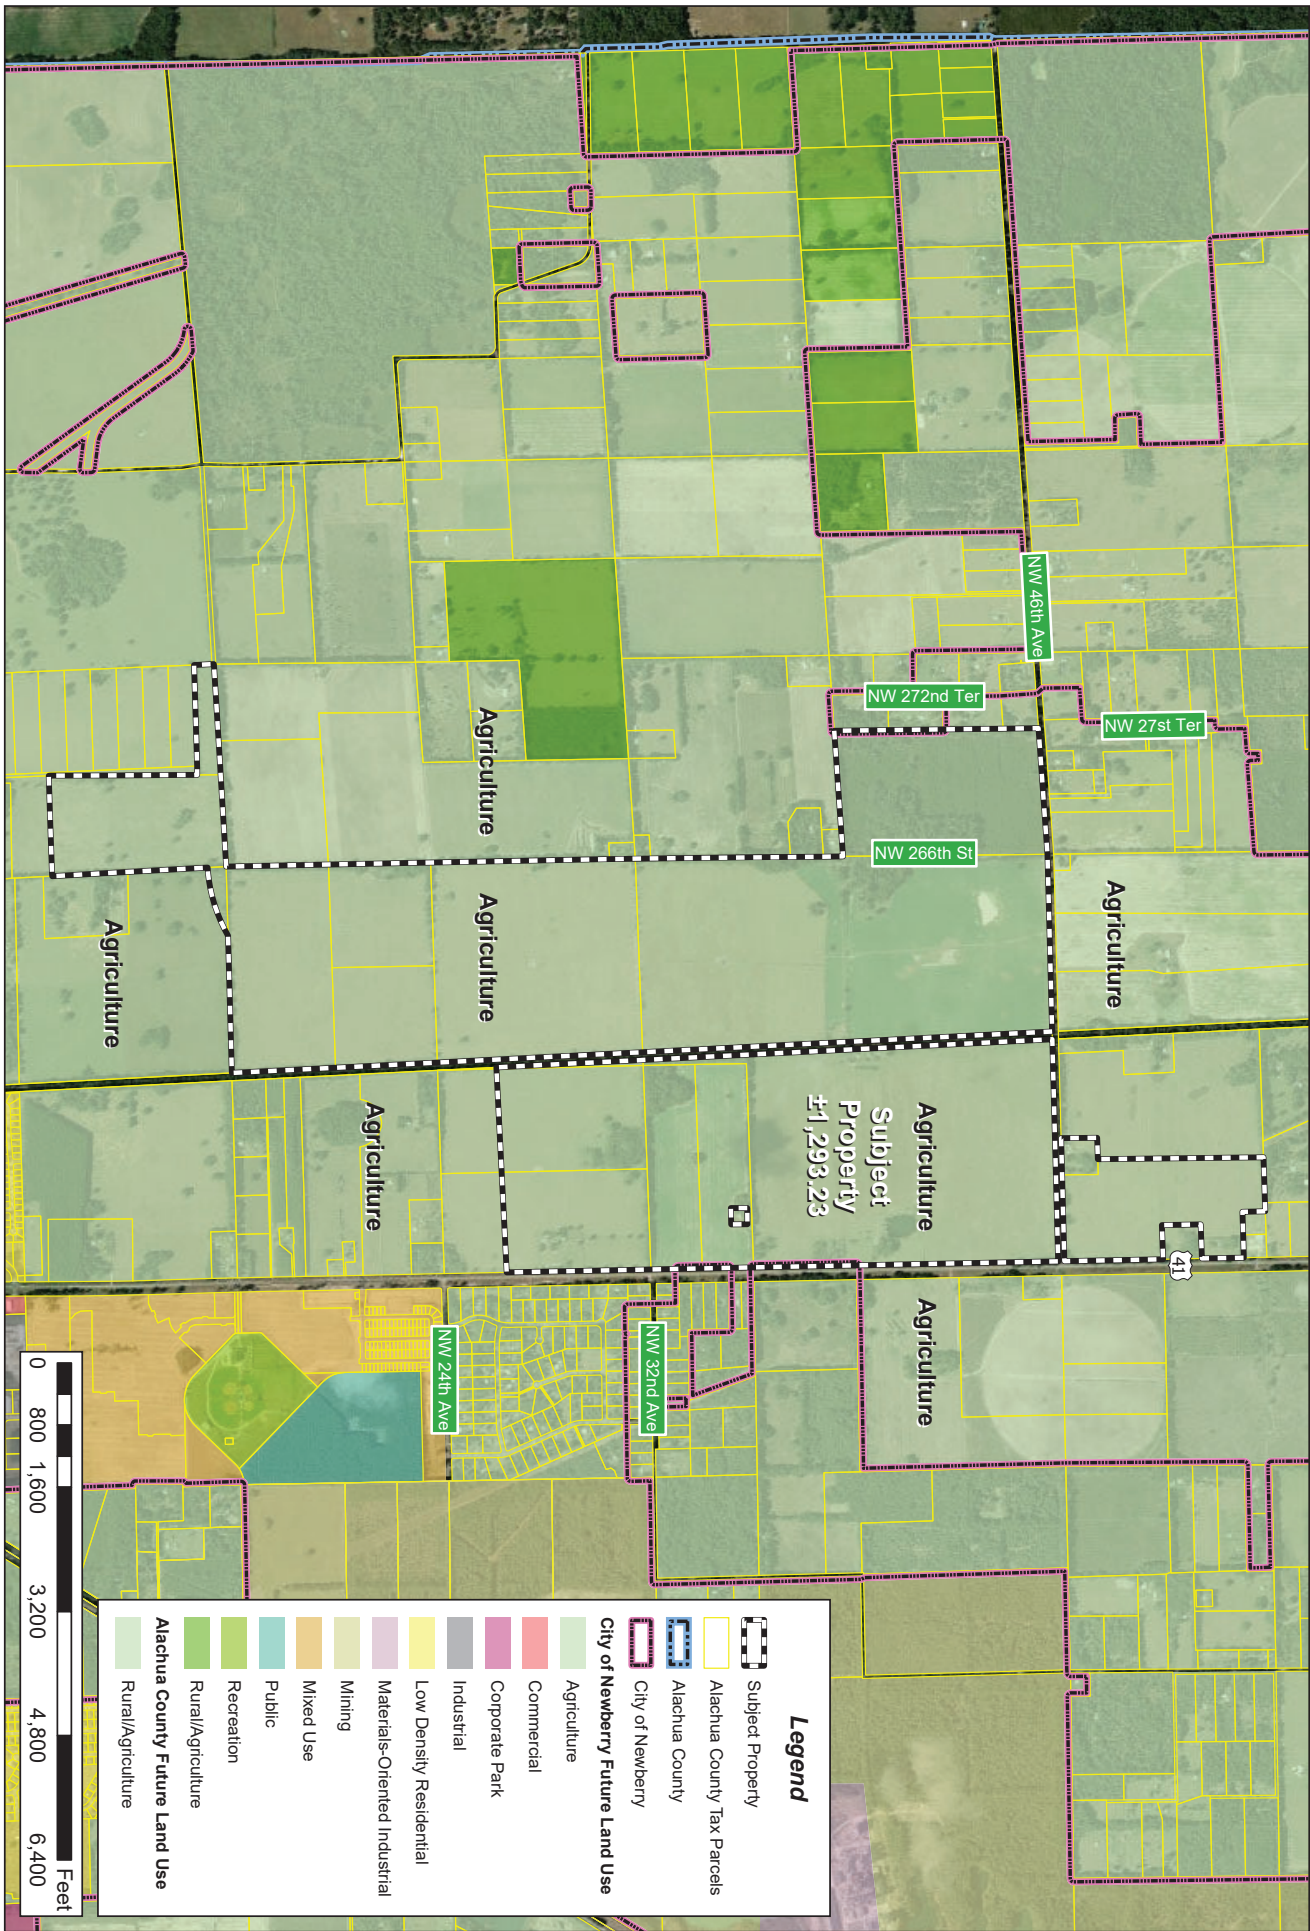 NW 46th Ave
NW 272nd Ter
NW 27st Ter
NW 266th St
Agriculture
Agriculture
Agriculture
Agriculture
Agriculture
Agriculture
Agriculture
Subject
Property
±1,293.23
41
NW 24th Ave
NW 32nd Ave
Legend
Subject Property
Alachua County Tax Parcels
Alachua County
City of Newberry
City of Newberry Future Land Use
Agriculture
Commercial
Corporate Park
Industrial
Low Density Residential
Materials-Oriented Industrial
Mining
Mixed Use
Public
Recreation
Rural/Agriculture
Alachua County Future Land Use
Rural/Agriculture
0 800 1,600 3,200 4,800 6,400
Feet